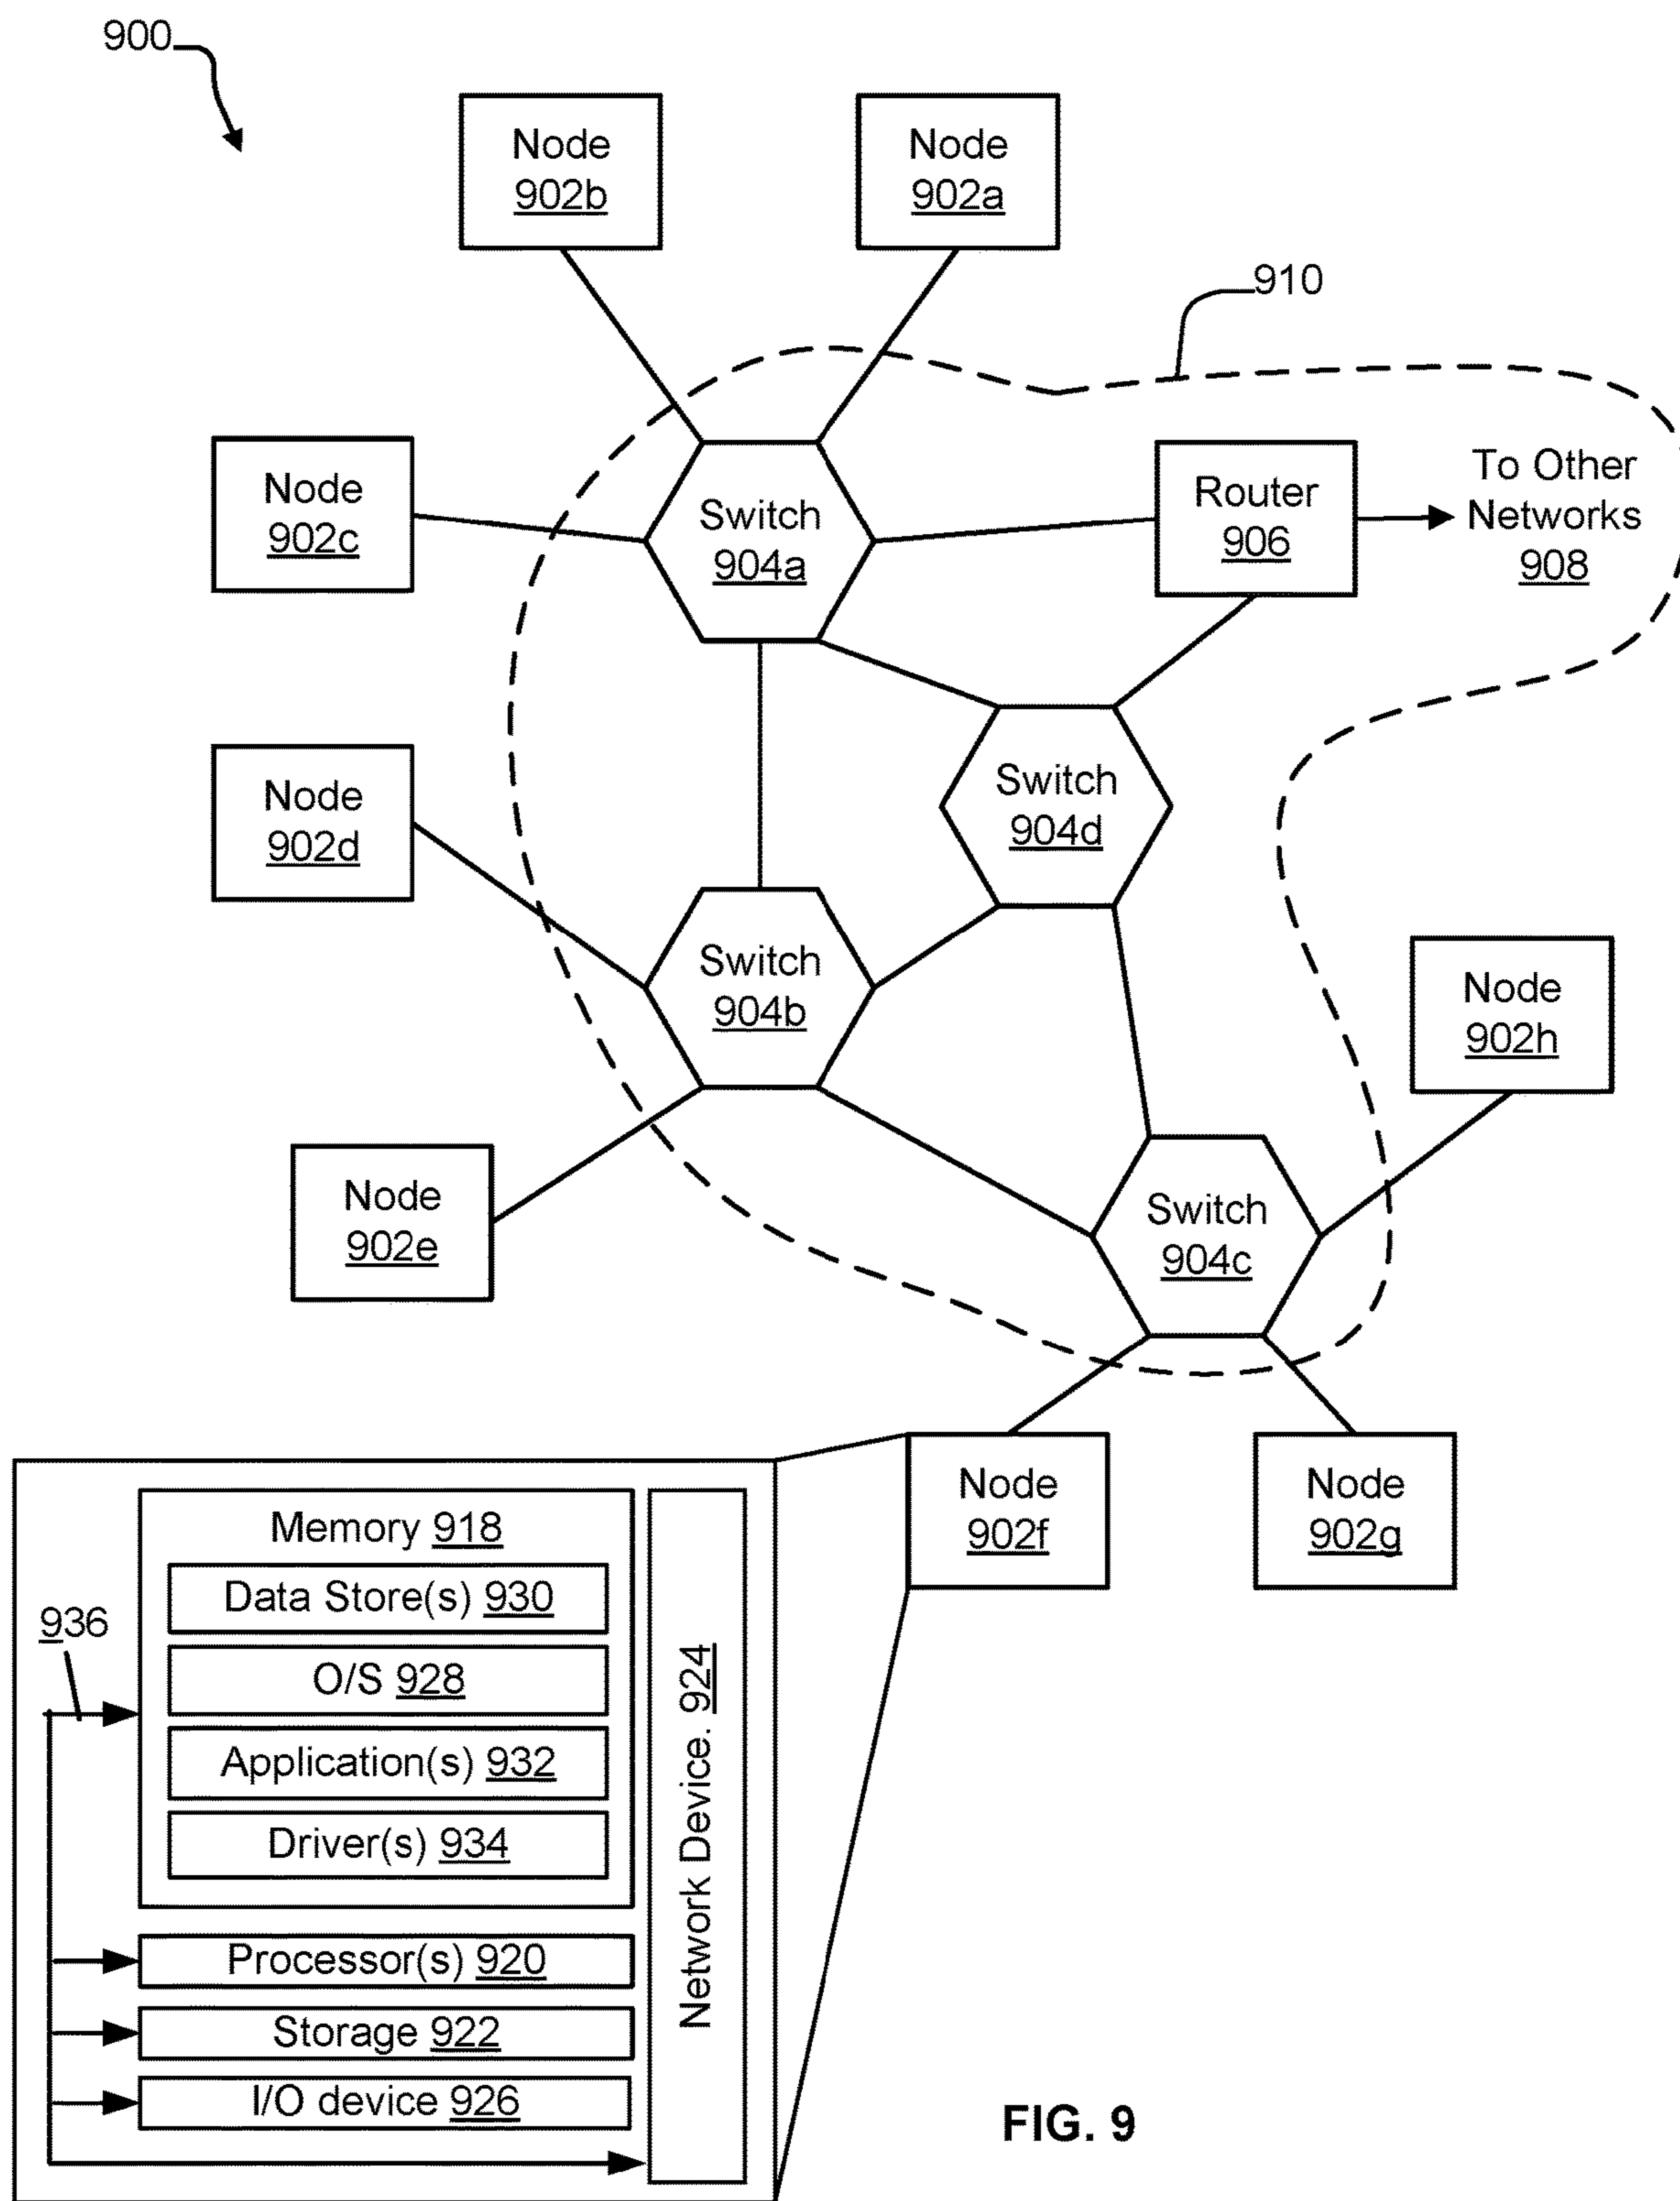 900
Node
902b
Node
902a
910
Node
902c
Switch
904a
Router
906
To Other
Networks
908
Node
902d
Switch
904d
Switch
904b
Node
902h
Node
902e
Switch
904c
Node
902f
Node
902g
Memory 918
Data Store(s) 930
936
O/S 928
Application(s) 932
Driver(s) 934
Network Device. 924
Processor(s) 920
Storage 922
I/O device 926
FIG. 9